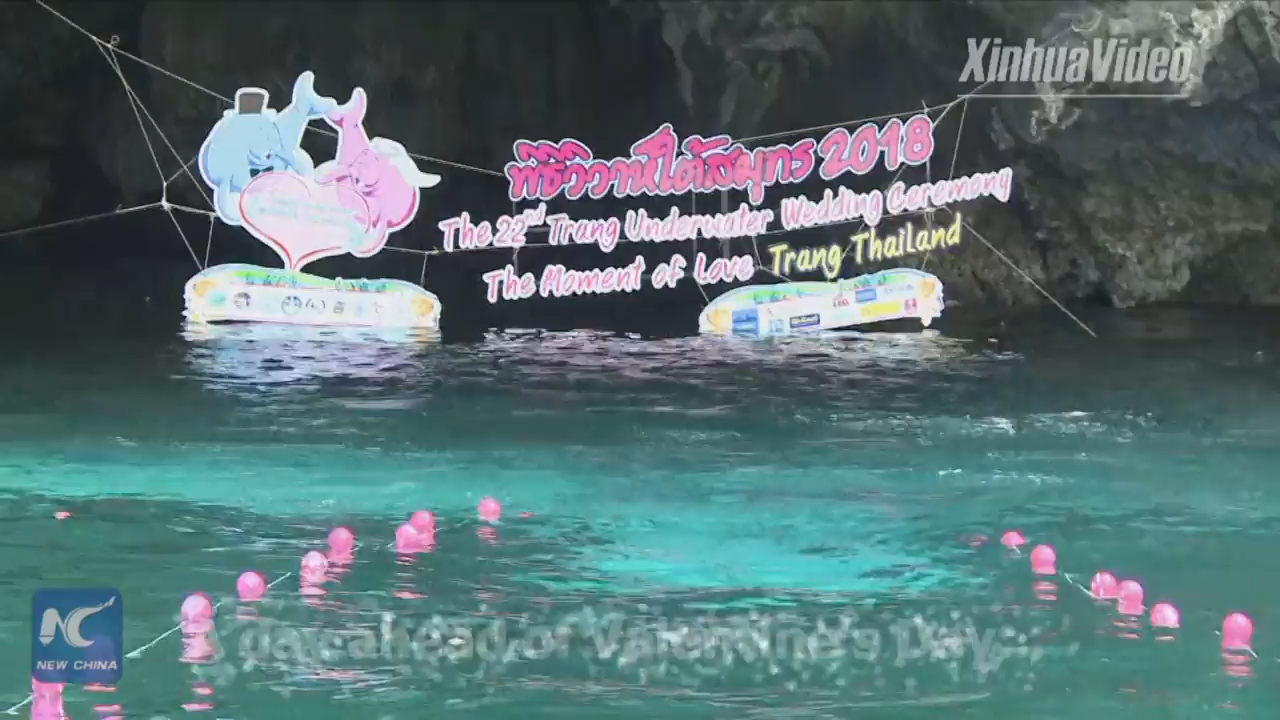 XinhuaVideo
พิธีวิวาห์ใต้สมุทร 2018
The 22nd Trang Underwater Wedding Ceremony
The Moment of Love Trang Thailand
A day ahead of Valentine's Day,
NEW CHINA